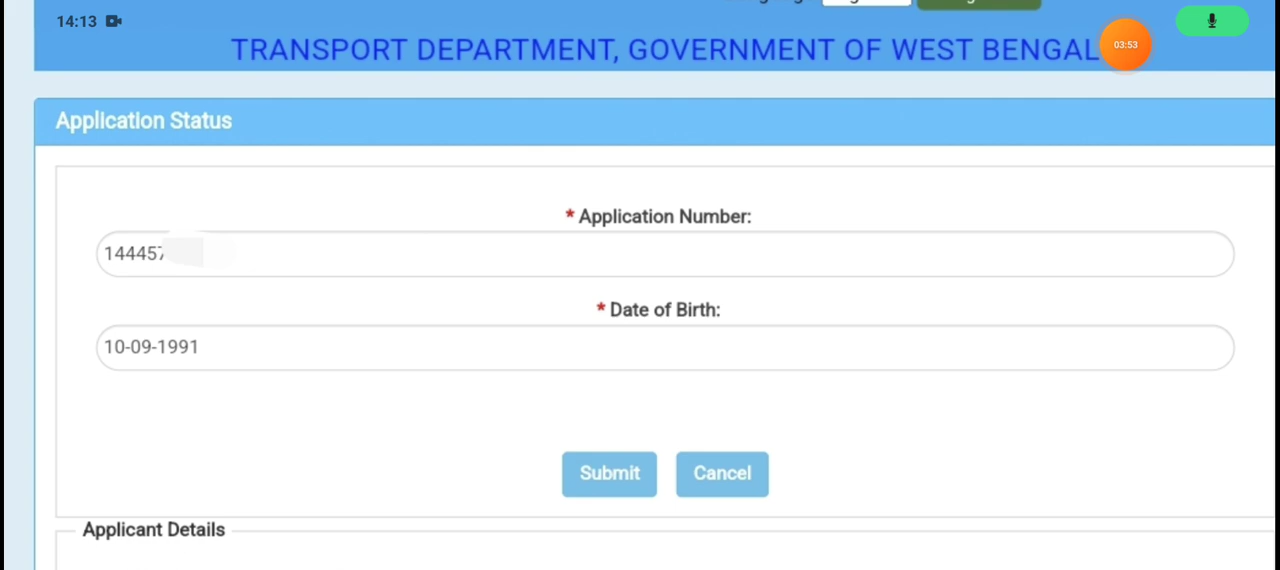 14:13
TRANSPORT DEPARTMENT, GOVERNMENT OF WEST BENGAL
03:53
Application Status
* Application Number:
144457
* Date of Birth:
10-09-1991
Submit Cancel
Applicant Details